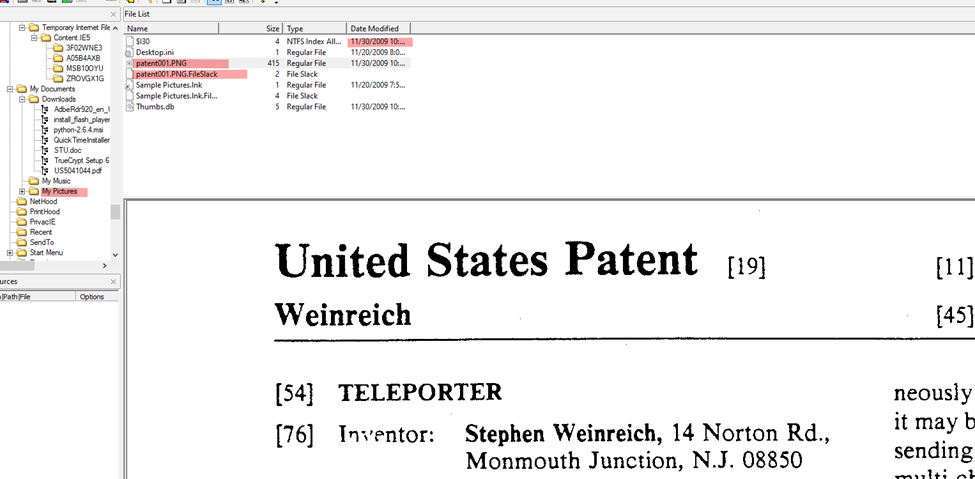 File List
Temporary Internet File
Content.IE5
3F02WNE3
A05B4AXB
MSB10OYU
ZROVGX1G
My Documents
Downloads
AdbeRdr920_en_U
install_flash_player
python-2.6.4.msi
QuickTimeInstaller
STU.doc
TrueCrypt Setup 6
US5041044.pdf
My Music
My Pictures
NetHood
PrintHood
PrivacIE
Recent
SendTo
Start Menu
urces
Path|File Options
Name Size Type Date Modified
$I30 4 NTFS Index All... 11/30/2009 10:...
Desktop.ini 1 Regular File 11/20/2009 8:0...
patent001.PNG 415 Regular File 11/30/2009 10:...
patent001.PNG.FileSlack 2 File Slack
Sample Pictures.lnk 1 Regular File 11/20/2009 7:5...
Sample Pictures.lnk.Fil... 4 File Slack
Thumbs.db 5 Regular File 11/30/2009 10:...
United States Patent [19] [11]
Weinreich [45]
[54] TELEPORTER neously
[76] Inventor: Stephen Weinreich, 14 Norton Rd., it may b
Monmouth Junction, N.J. 08850 sending